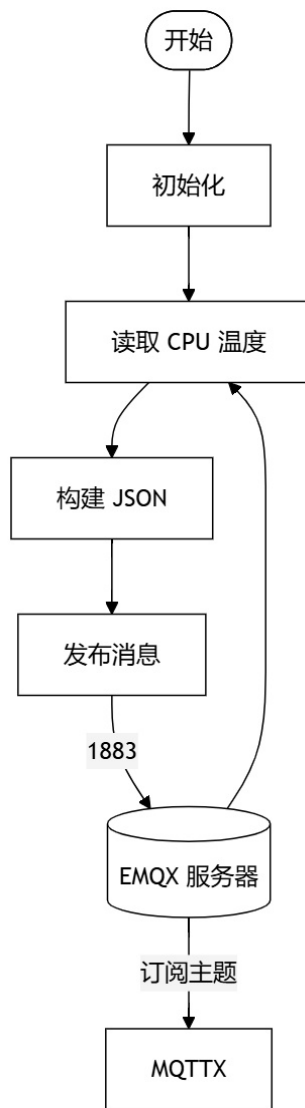 开始
初始化
读取 CPU 温度
构建 JSON
发布消息
1883
EMQX 服务器
订阅主题
MQTTX